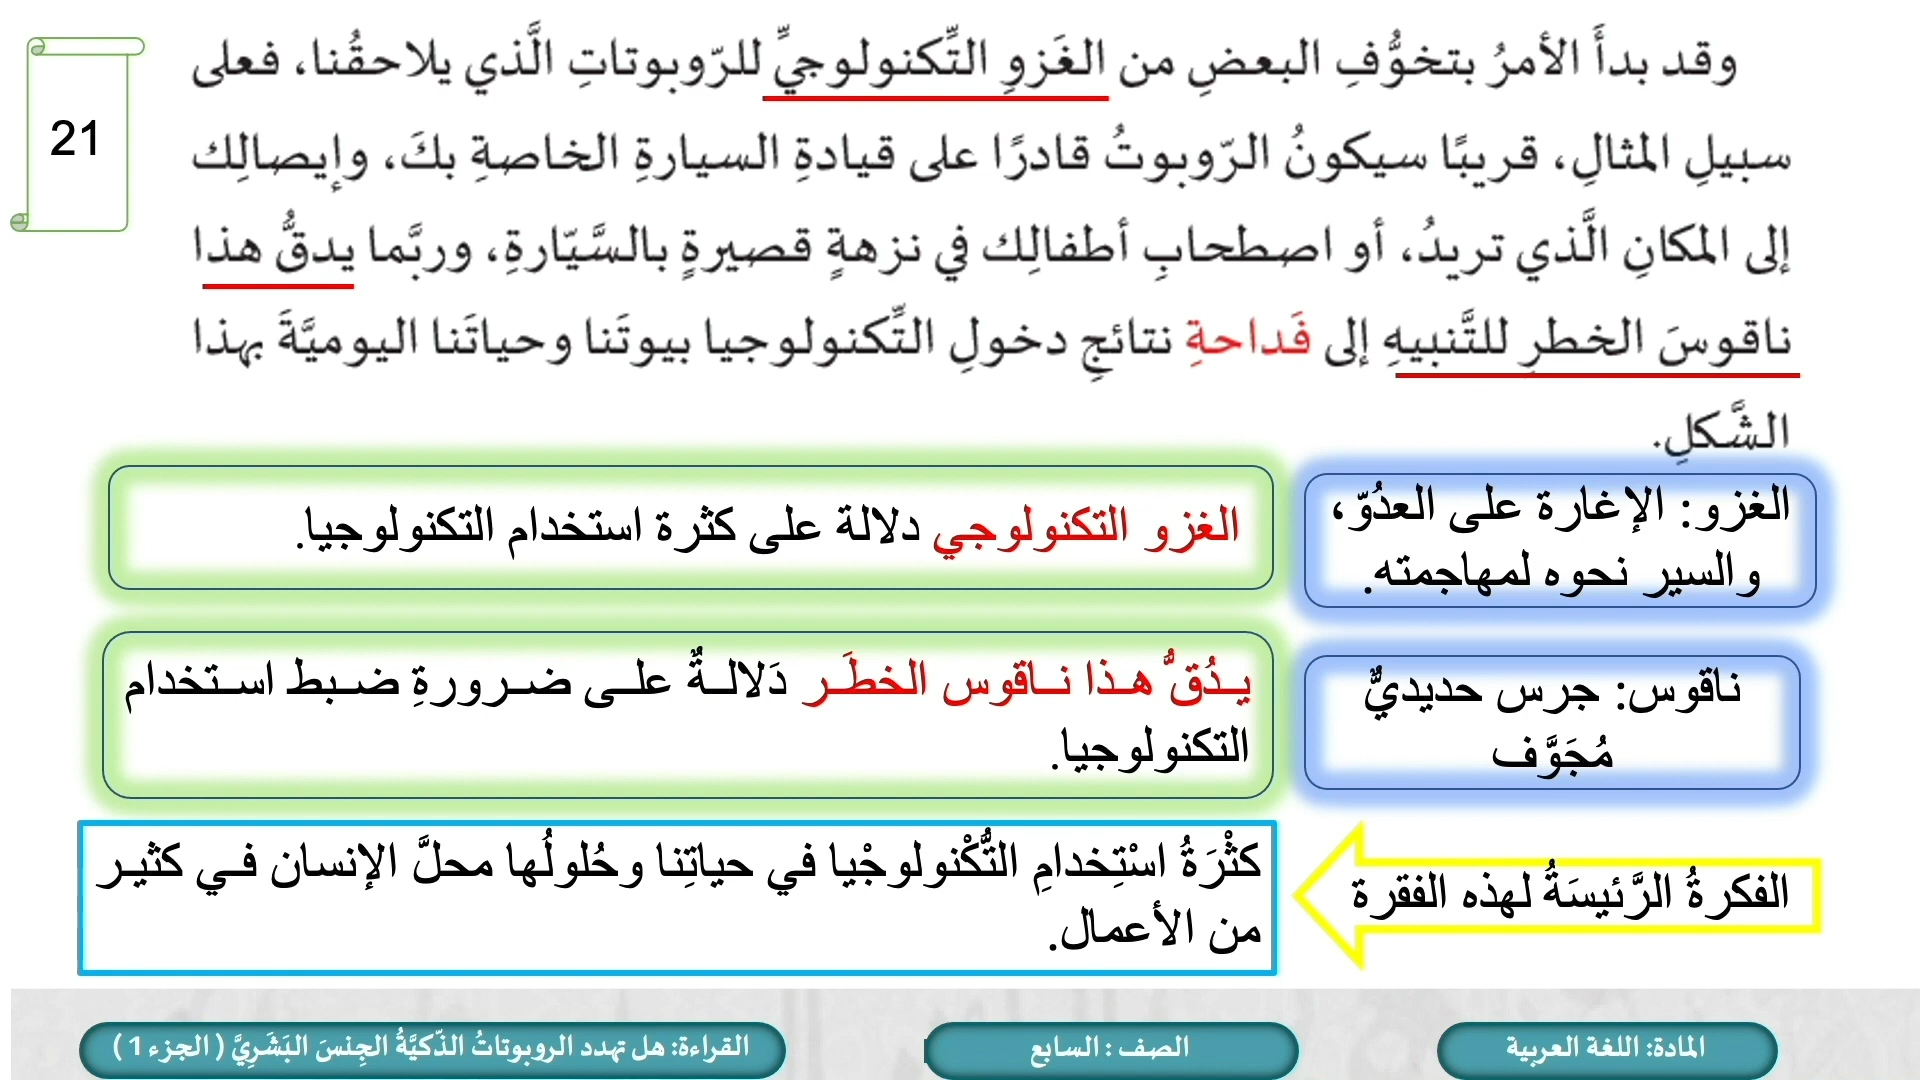 21
وقد بدأَ الأمرُ بتخوُّفِ البعضِ من الغَزوِ التِّكنولوجيِّ للرّوبوتاتِ الَّذي يلاحقُنا، فعلى
سبيلِ المثالِ، قريبًا سيكونُ الرّوبوتُ قادرًا على قيادةِ السيارةِ الخاصةِ بكَ، وإيصالِك
إلى المكانِ الَّذي تريدُ، أو اصطحابِ أطفالِك في نزهةٍ قصيرةٍ بالسَّيّارةِ، وربَّما يدقُّ هذا
ناقوسَ الخطرِ للتَّنبيهِ إلى فَداحةِ نتائجِ دخولِ التِّكنولوجيا بيوتَنا وحياتَنا اليوميَّةَ بهذا
الشَّكلِ.
الغزو: الإغارة على العدُوّ،
والسير نحوه لمهاجمته.
الغزو التكنولوجي دلالة على كثرة استخدام التكنولوجيا.
ناقوس: جرس حديديٌّ
مُجَوَّف
يـدُقُّ هـذا نـاقوس الخطَـر دَلالـةٌ علـى ضـرورةِ ضـبط اسـتخدام
التكنولوجيا.
الفكرةُ الرَّئيسَةُ لهذه الفقرة
كثْرَةُ اسْتِخدامِ التُّكْنولوجْيا في حياتِنا وحُلولُها محلَّ الإنسان فـي كثيـر
من الأعمال.
المادة: اللغة العربية
الصف : السابع
القراءة: هل تهدد الروبوتاتُ الذّكيَّةُ الجِنسَ البَشَرِيَّ ( الجزء 1 )